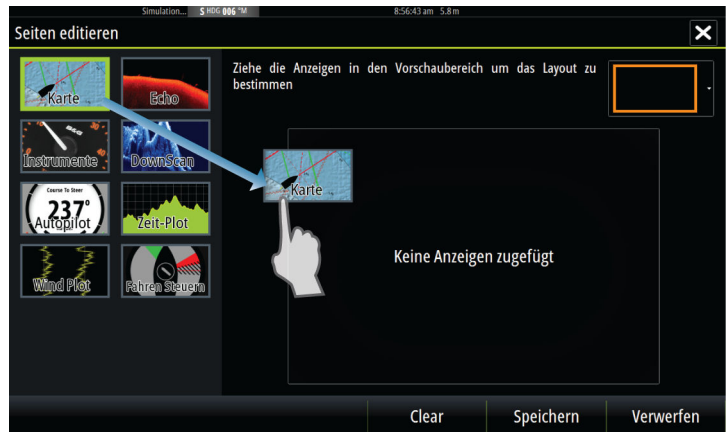 Simulation... S HDG 006 °M 8:56:43 am 5.8 m
Seiten editieren
Ziehe die Anzeigen in den Vorschaubereich um das Layout zu
bestimmen
Karte
Echo
Instrumente
B&G
30
DownScan
Karte
Course To Steer
237°
Autopilot
Zeit-Plot
Keine Anzeigen zugefügt
Wind Plot
Fahren Steuern
Clear
Speichern
Verwerfen